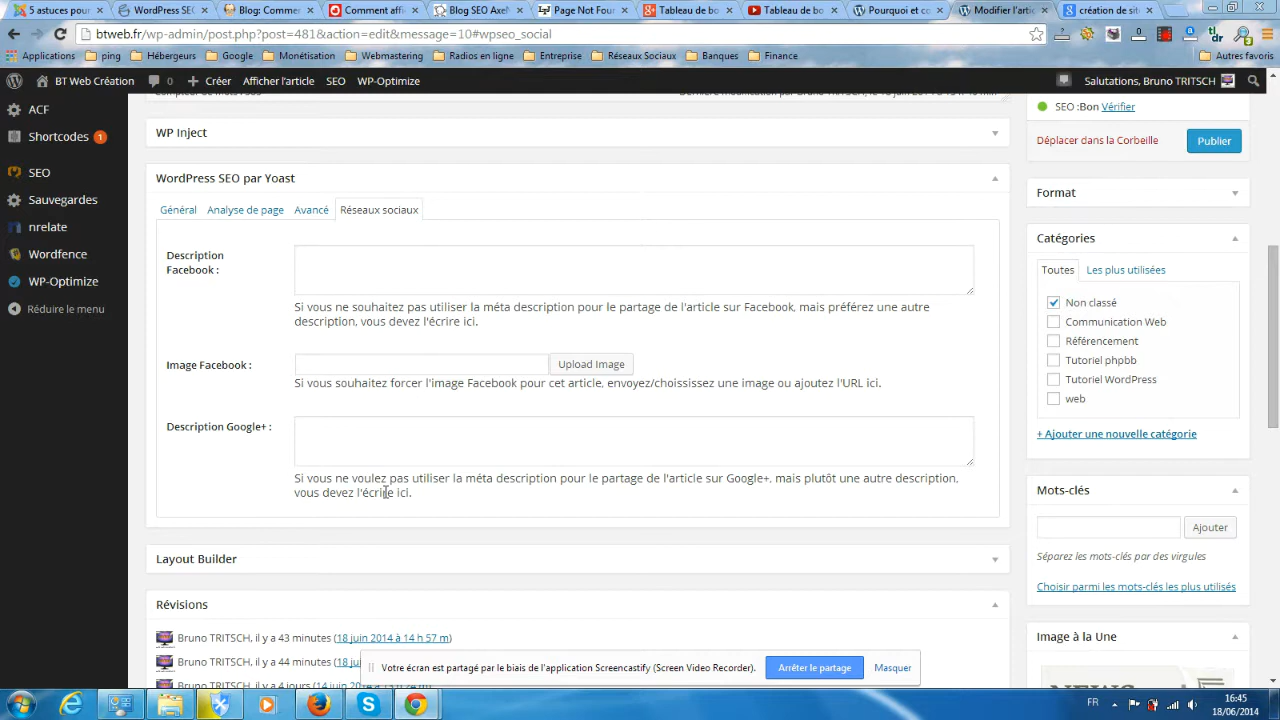 5 astuces pour
WordPress SEO
Blog: Commen
Comment affi
Blog SEO Axe
Page Not Foun
Tableau de bo
Tableau de bo
Pourquoi et co
Modifier l'artic
création de sit
btweb.fr/wp-admin/post.php?post=481&action=edit&message=10#wpseo_social
Applications ping Hébergeurs Google Monétisation Webmastering Radios en ligne Entreprise Réseaux Sociaux Banques Finance Autres favoris
BT Web Création 0 Créer Afficher l'article SEO WP-Optimize Salutations, Bruno TRITSCH
ACF
Shortcodes 1
SEO
Sauvegardes
nrelate
Wordfence
WP-Optimize
Réduire le menu
WP Inject
WordPress SEO par Yoast
Général Analyse de page Avancé Réseaux sociaux
Description
Facebook :
Si vous ne souhaitez pas utiliser la méta description pour le partage de l'article sur Facebook, mais préférez une autre
description, vous devez l'écrire ici.
Image Facebook :
Upload Image
Si vous souhaitez forcer l'image Facebook pour cet article, envoyez/choississez une image ou ajoutez l'URL ici.
Description Google+ :
Si vous ne voulez pas utiliser la méta description pour le partage de l'article sur Google+, mais plutôt une autre description,
vous devez l'écrire ici.
Layout Builder
Révisions
Bruno TRITSCH, il y a 43 minutes (18 juin 2014 à 14 h 57 m)
Bruno TRITSCH, il y a 44 minutes (18 ju
Votre écran est partagé par le biais de l'application Screencastify (Screen Video Recorder).
Arrêter le partage
Masquer
SEO :Bon Vérifier
Déplacer dans la Corbeille
Publier
Format
Catégories
Toutes Les plus utilisées
Non classé
Communication Web
Référencement
Tutoriel phpbb
Tutoriel WordPress
web
+ Ajouter une nouvelle catégorie
Mots-clés
Ajouter
Séparez les mots-clés par des virgules
Choisir parmi les mots-clés les plus utilisés
Image à la Une
FR
16:45
18/06/2014